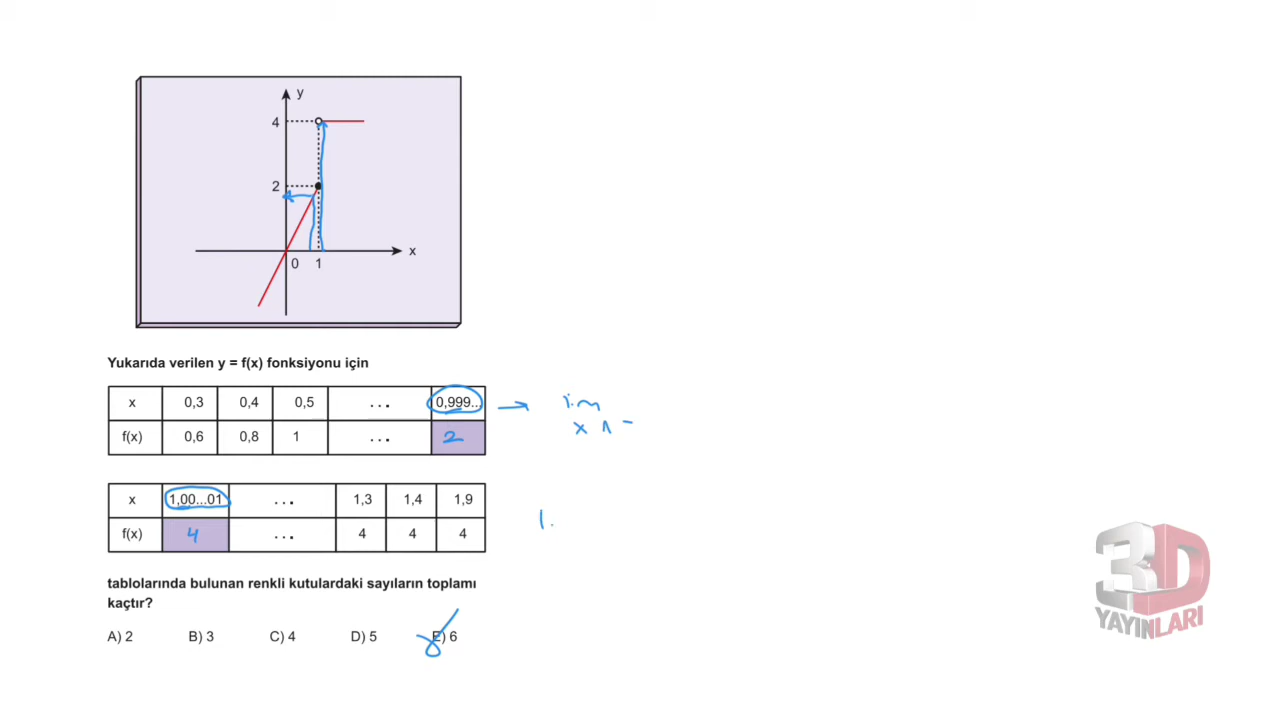 y
4
2
x
0
1
Yukarıda verilen y = f(x) fonksiyonu için
x 0,3 0,4 0,5 ... 0,999...
f(x) 0,6 0,8 1 ... 2
x 1,00...01 ... 1,3 1,4 1,9
f(x) 4 ... 4 4 4
tablolarında bulunan renkli kutulardaki sayıların toplamı
kaçtır?
A) 2 B) 3 C) 4 D) 5 E) 6
3D
YAYINLARI